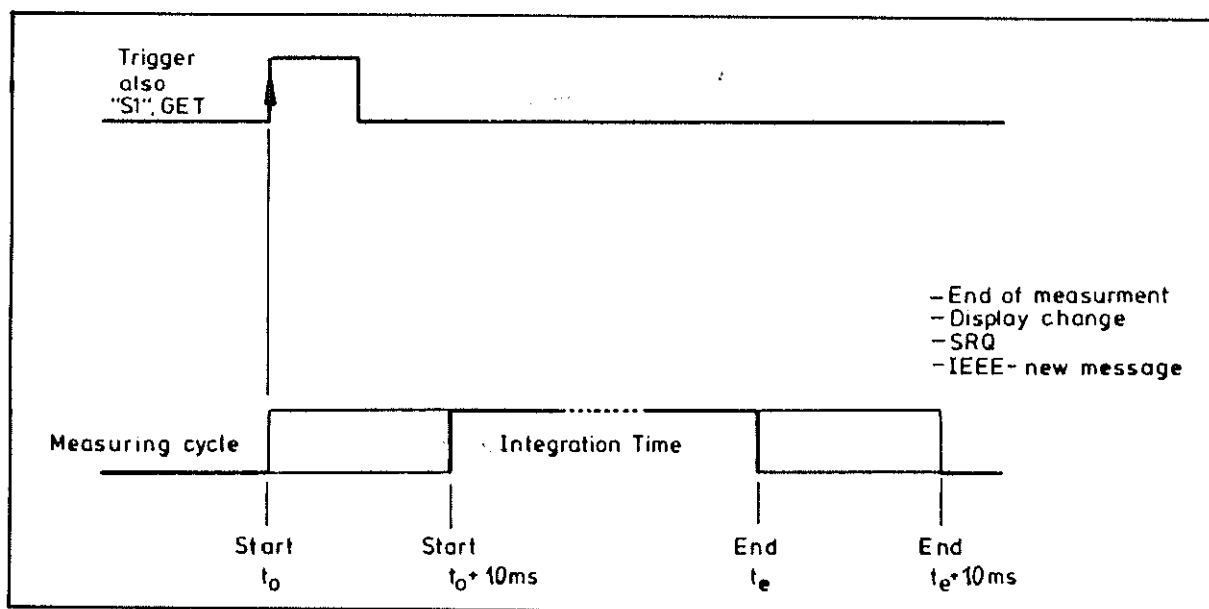 Trigger
also
"S1", GET
– End of measurment
– Display change
– SRQ
– IEEE- new message
Measuring cycle
Integration Time
Start
t₀
Start
t₀+10ms
End
tₑ
End
tₑ+10ms